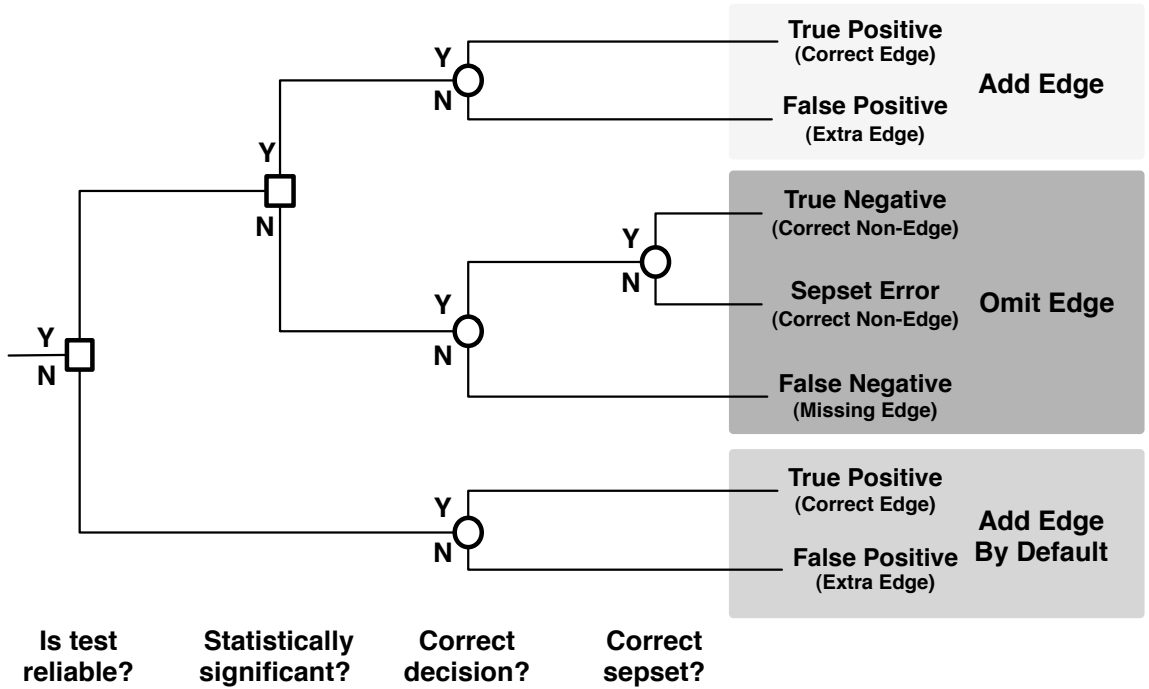 Y
N
Y
N
Y
N
True Positive
(Correct Edge)
False Positive
(Extra Edge)
Add Edge
Y
N
Y
N
True Negative
(Correct Non-Edge)
Sepset Error
(Correct Non-Edge)
False Negative
(Missing Edge)
Omit Edge
Y
N
True Positive
(Correct Edge)
False Positive
(Extra Edge)
Add Edge
By Default
Is test
reliable?
Statistically
significant?
Correct
decision?
Correct
sepset?